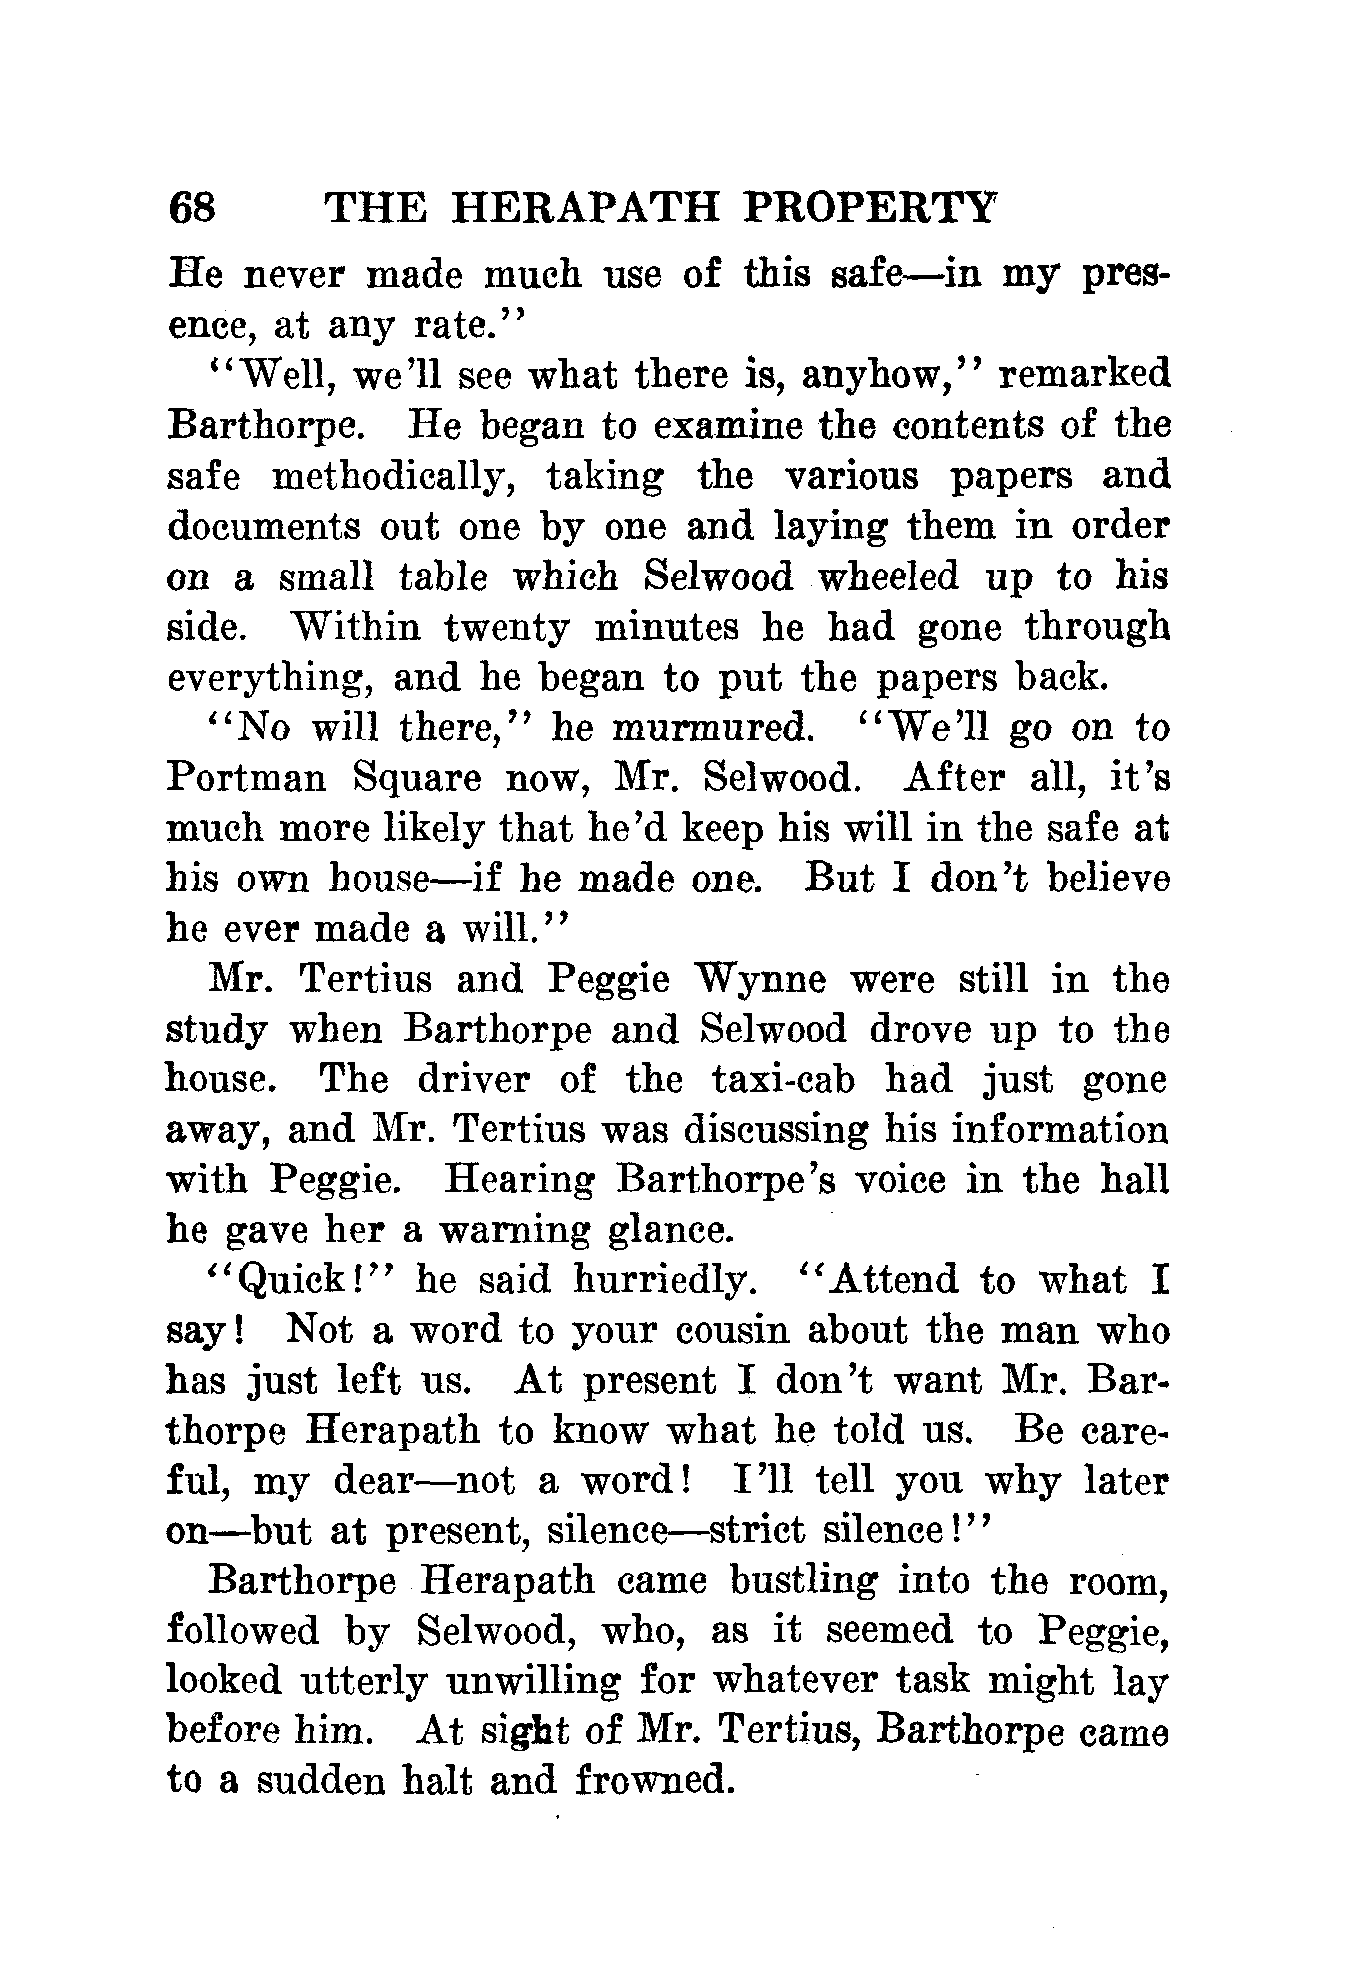 68 THE HERAPATH PROPERTY
He never made much use of this safe—in my pres-
ence, at any rate."
"Well, we'll see what there is, anyhow," remarked
Barthorpe. He began to examine the contents of the
safe methodically, taking the various papers and
documents out one by one and laying them in order
on a small table which Selwood wheeled up to his
side. Within twenty minutes he had gone through
everything, and he began to put the papers back.
"No will there," he murmured. "We'll go on to
Portman Square now, Mr. Selwood. After all, it's
much more likely that he'd keep his will in the safe at
his own house—if he made one. But I don't believe
he ever made a will."
Mr. Tertius and Peggie Wynne were still in the
study when Barthorpe and Selwood drove up to the
house. The driver of the taxi-cab had just gone
away, and Mr. Tertius was discussing his information
with Peggie. Hearing Barthorpe's voice in the hall
he gave her a warning glance.
"Quick!" he said hurriedly. "Attend to what I
say! Not a word to your cousin about the man who
has just left us. At present I don't want Mr. Bar-
thorpe Herapath to know what he told us. Be care-
ful, my dear—not a word! I'll tell you why later
on—but at present, silence—strict silence!"
Barthorpe Herapath came bustling into the room,
followed by Selwood, who, as it seemed to Peggie,
looked utterly unwilling for whatever task might lay
before him. At sight of Mr. Tertius, Barthorpe came
to a sudden halt and frowned.